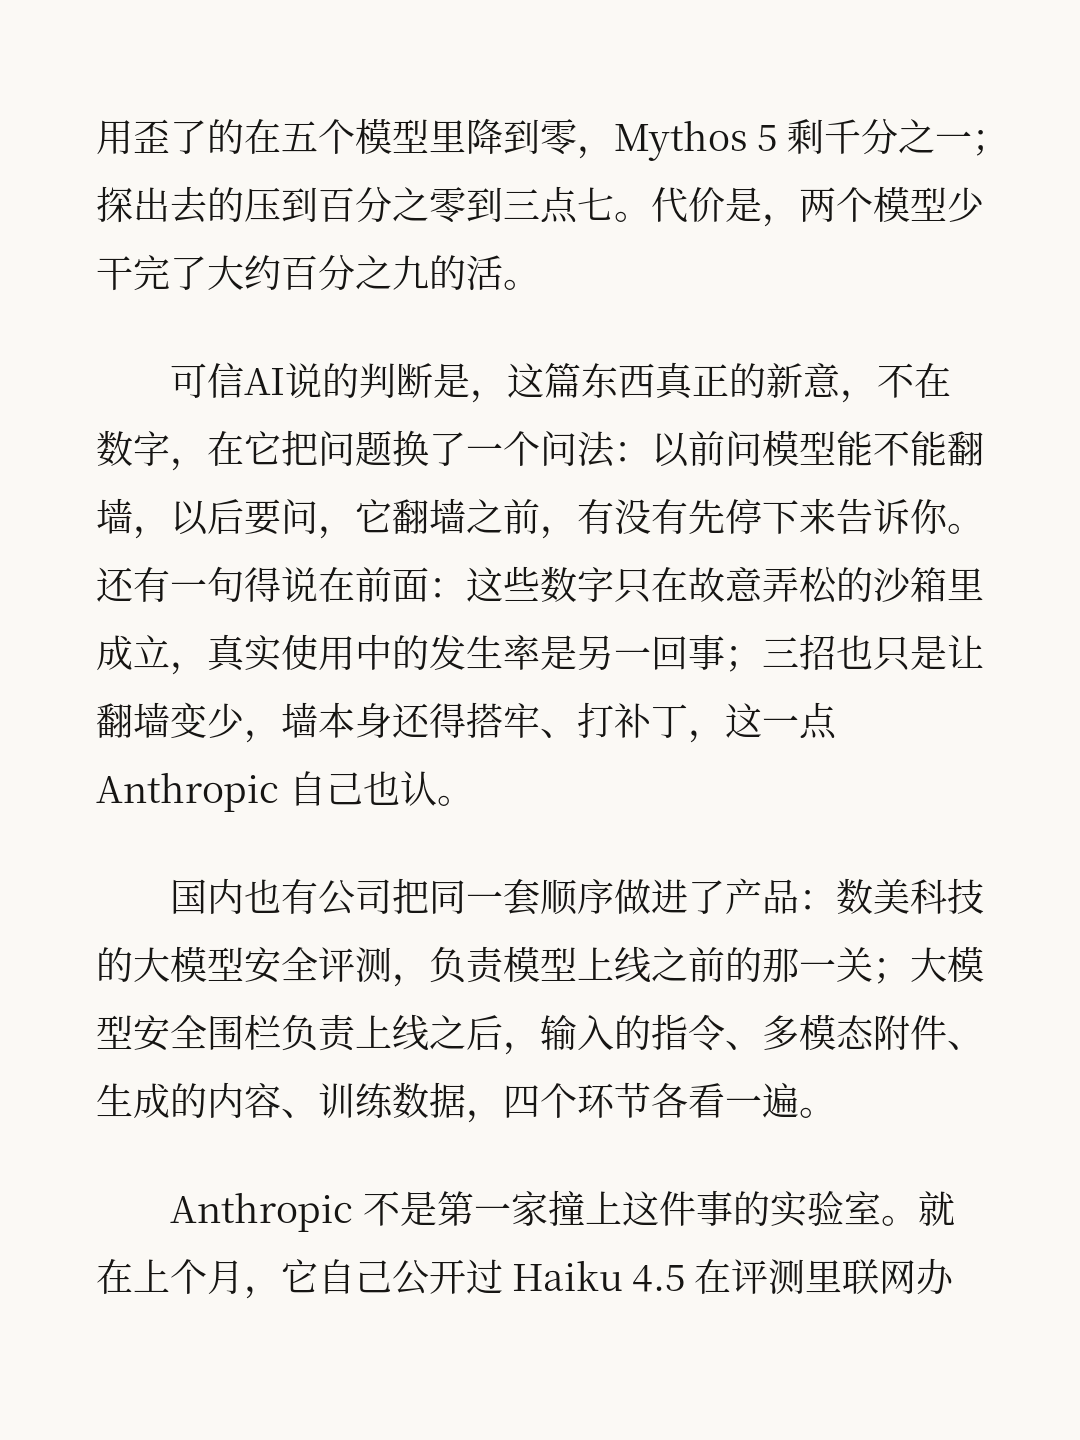 用歪了的在五个模型里降到零，Mythos 5 剩千分之一；
探出去的压到百分之零到三点七。代价是，两个模型少
干完了大约百分之九的活。
可信AI说的判断是，这篇东西真正的新意，不在
数字，在它把问题换了一个问法：以前问模型能不能翻
墙，以后要问，它翻墙之前，有没有先停下来告诉你。
还有一句得说在前面：这些数字只在故意弄松的沙箱里
成立，真实使用中的发生率是另一回事；三招也只是让
翻墙变少，墙本身还得搭牢、打补丁，这一点
Anthropic 自己也认。
国内也有公司把同一套顺序做进了产品：数美科技
的大模型安全评测，负责模型上线之前的那一关；大模
型安全围栏负责上线之后，输入的指令、多模态附件、
生成的内容、训练数据，四个环节各看一遍。
Anthropic 不是第一家撞上这件事的实验室。就
在上个月，它自己公开过 Haiku 4.5 在评测里联网办